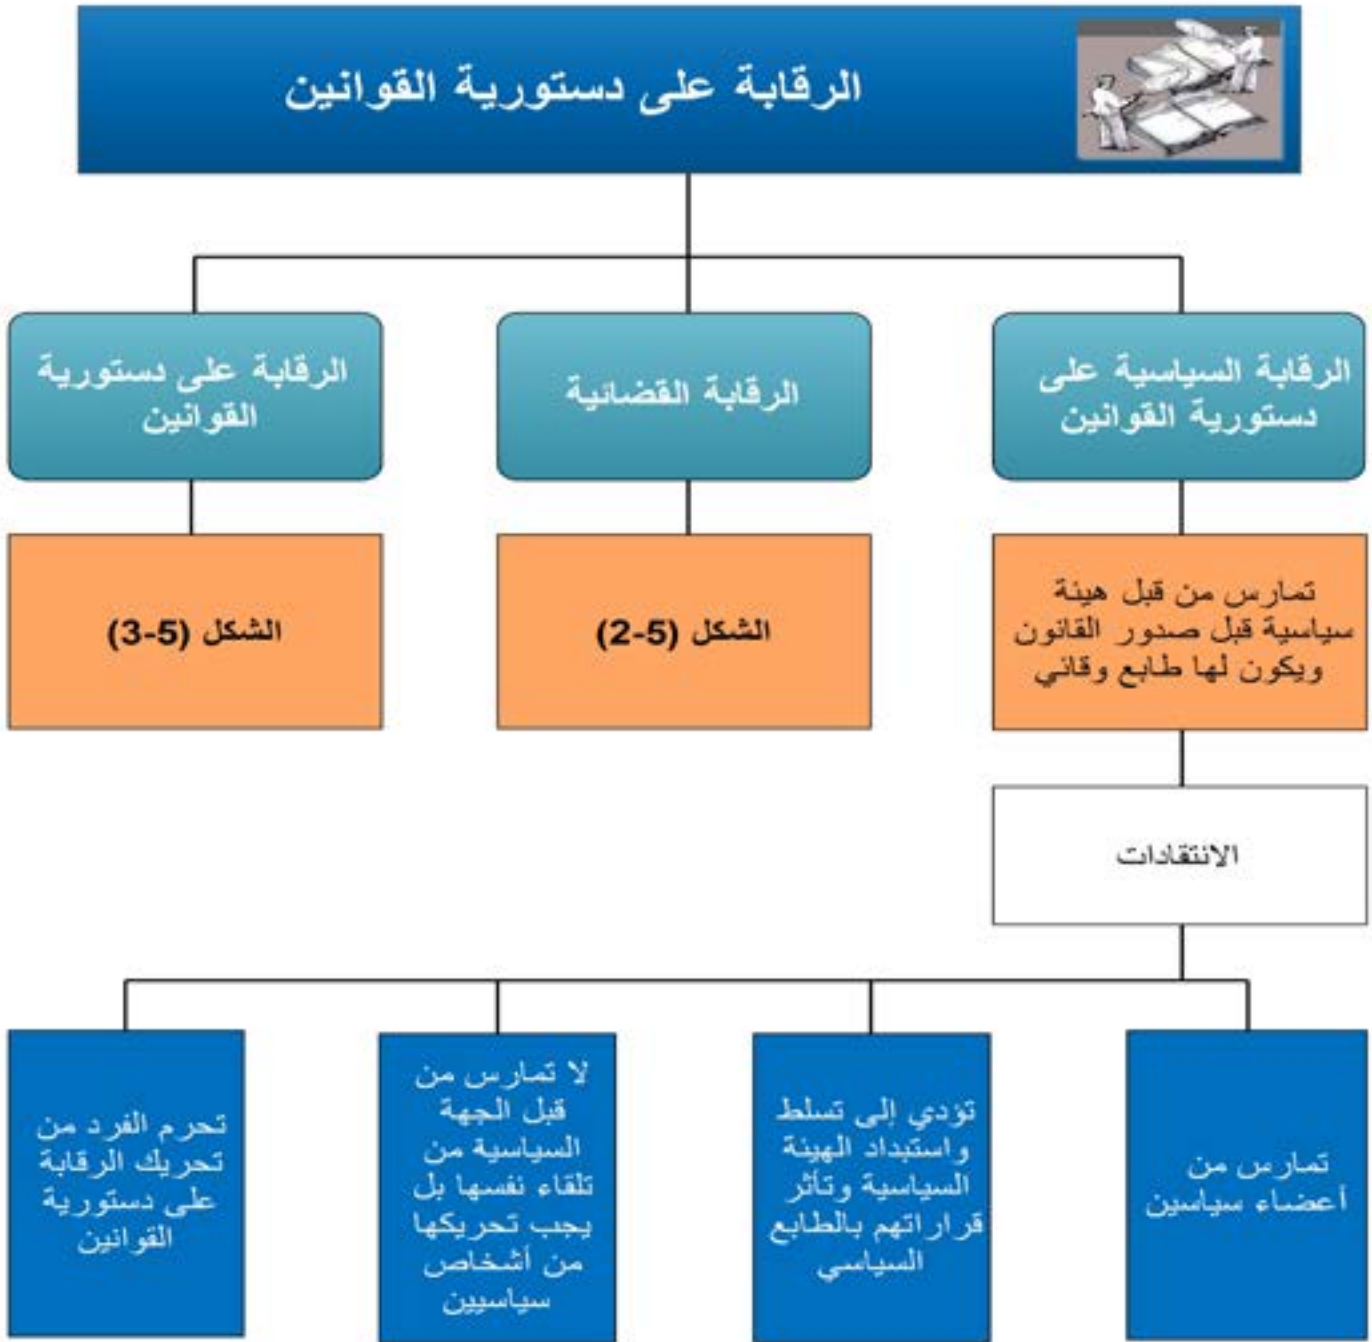 الرقابة على دستورية القوانين
الرقابة السياسية على
دستورية القوانين
الرقابة القضائية
الرقابة على دستورية
القوانين
تمارس من قبل هيئة
سياسية قبل صدور القانون
ويكون لها طابع وقائي
الشكل (5-2)
الشكل (5-3)
الانتقادات
تمارس من
أعضاء سياسين
تؤدي إلى تسلط
واستبداد الهيئة
السياسية وتأثر
قراراتهم بالطابع
السياسي
لا تمارس من
قبل الجهة
السياسية من
تلقاء نفسها بل
يجب تحريكها
من أشخاص
سياسيين
تحرم الفرد من
تحريك الرقابة
على دستورية
القوانين